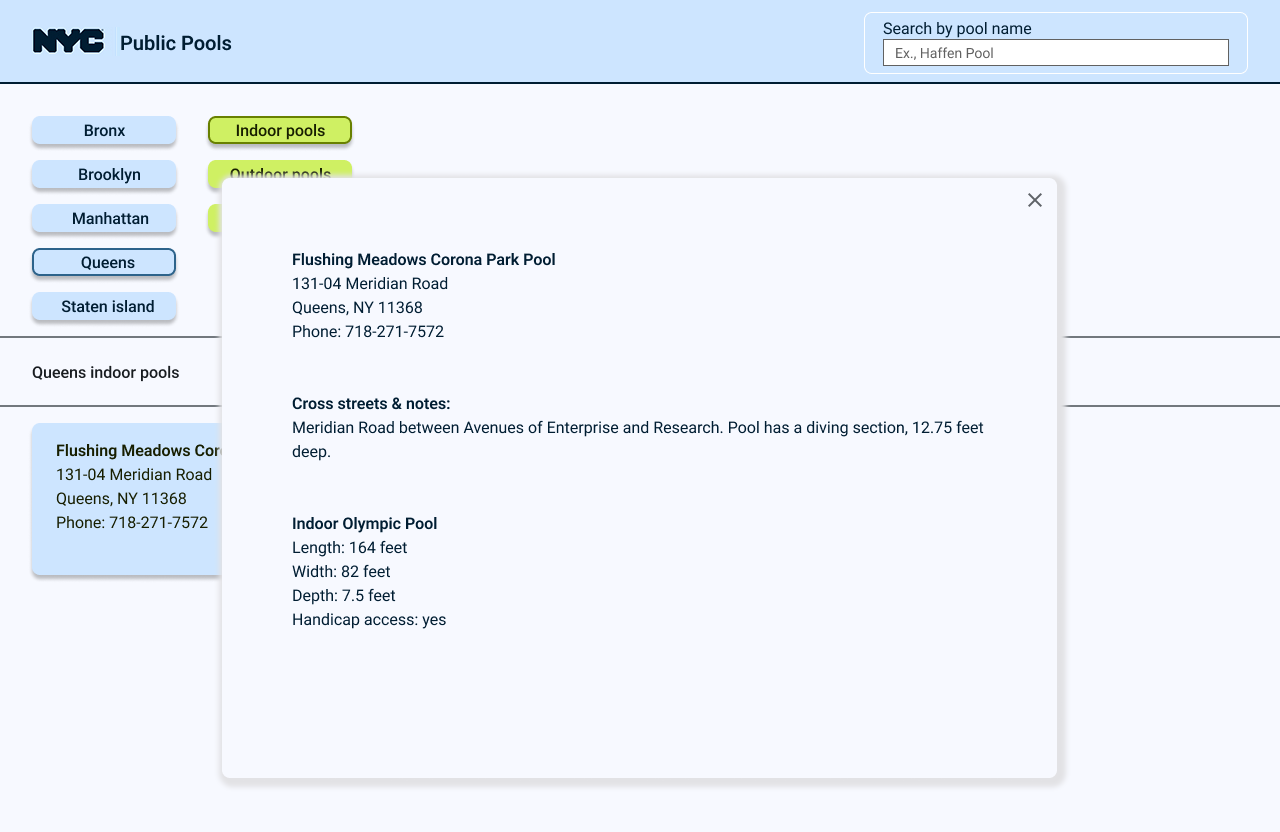 NYC
Public Pools
Search by pool name
Ex., Haffen Pool
Bronx
Indoor pools
Brooklyn
Outdoor pools
Manhattan
Queens
Staten island
Queens indoor pools
Flushing Meadows Cor
131-04 Meridian Road
Queens, NY 11368
Phone: 718-271-7572
Flushing Meadows Corona Park Pool
131-04 Meridian Road
Queens, NY 11368
Phone: 718-271-7572
Cross streets & notes:
Meridian Road between Avenues of Enterprise and Research. Pool has a diving section, 12.75 feet
deep.
Indoor Olympic Pool
Length: 164 feet
Width: 82 feet
Depth: 7.5 feet
Handicap access: yes